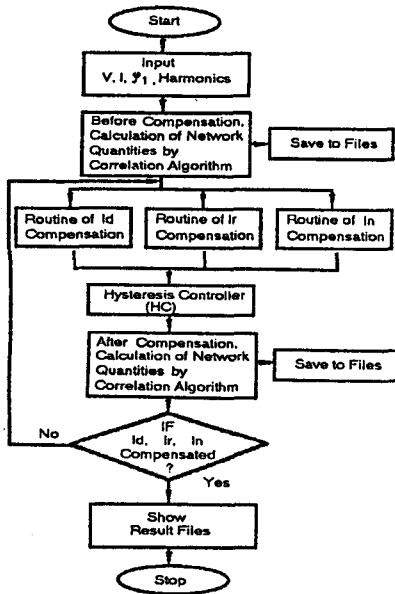 Start
Input
V, I, 𝒫₁, Harmonics
Before Compensation,
Calculation of Network
Quantities by
Correlation Algorithm
Save to Files
Routine of Id
Compensation
Routine of Ir
Compensation
Routine of In
Compensation
Hysteresis Controller
(HC)
After Compensation,
Calculation of Network
Quantities by
Correlation Algorithm
Save to Files
No
IF
Id, Ir, In
Compensated
?
Yes
Show
Result Files
Stop